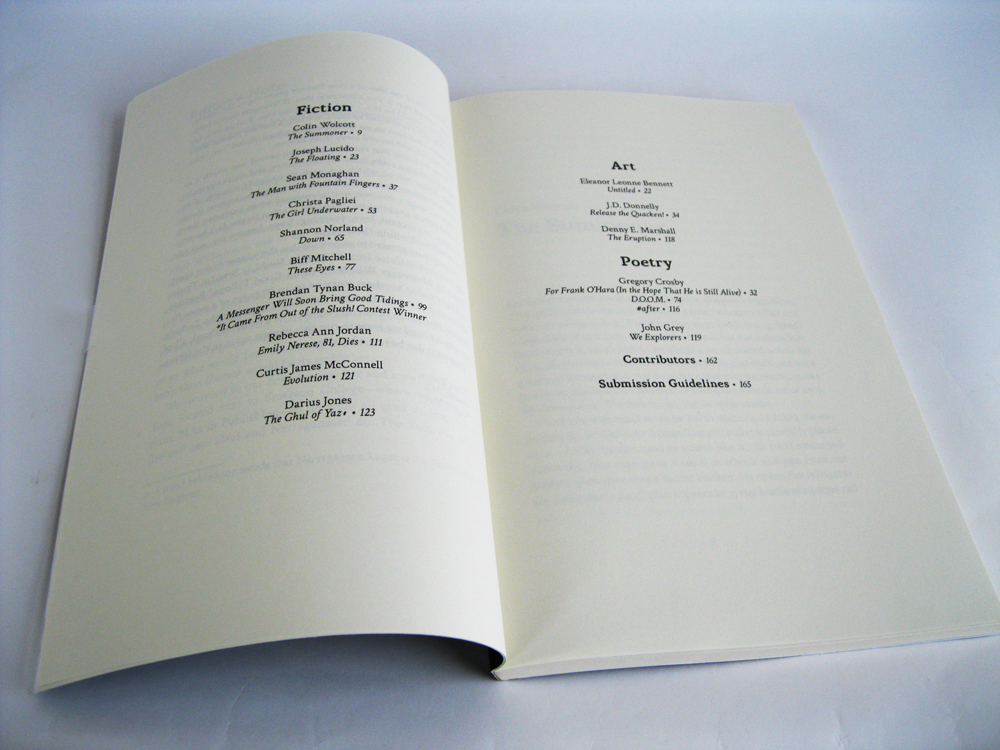 Fiction
Colin Wolcott
The Summoner • 9
Joseph Lucido
The Floating • 23
Sean Monaghan
The Man with Fountain Fingers • 37
Christa Pagliei
The Girl Underwater • 53
Shannon Norland
Down • 65
Biff Mitchell
These Eyes • 77
Brendan Tynan Buck
A Messenger Will Soon Bring Good Tidings • 99
*It Came From Out of the Slush! Contest Winner
Rebecca Ann Jordan
Emily Nerese, 81, Dies • 111
Curtis James McConnell
Evolution • 121
Darius Jones
The Ghul of • 123
Art
Eleanor Leonne Bennett
Untitled • 22
J.D. Donnelly
Release the Quacken! • 34
Denny E. Marshall
The Eruption • 118
Poetry
Gregory Crosby
For Frank O'Hara (In the Hope That He is Still Alive) • 32
D.O.O.M. • 74
#after • 116
John Grey
We Explorers • 119
Contributors • 162
Submission Guidelines • 165